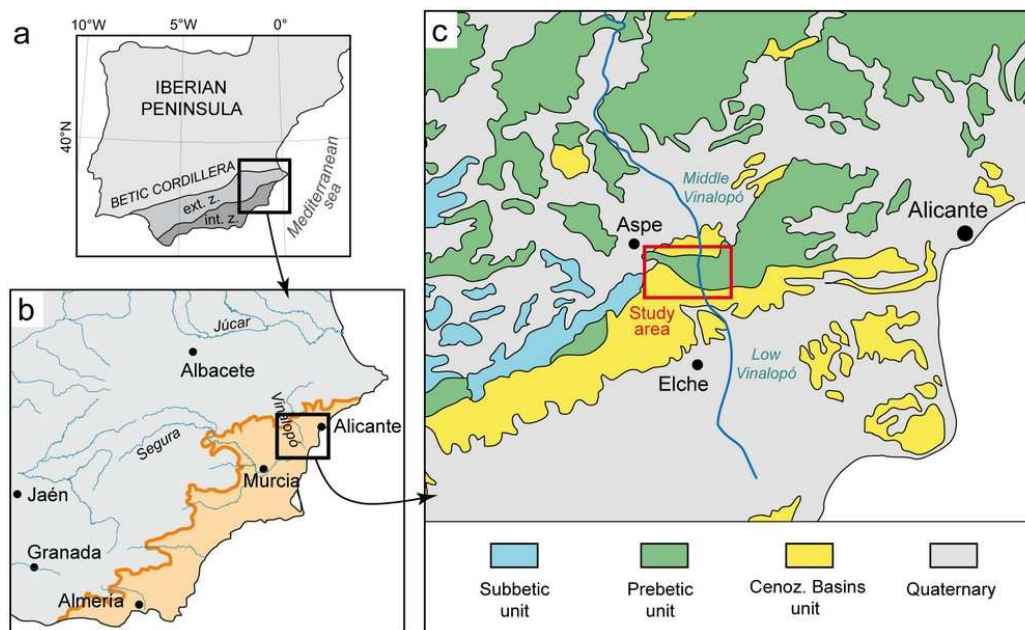 a
10°W
5°W
0°
40°N
IBERIAN
PENINSULA
BETIC CORDILLERA
ext. z.
int. z.
Mediterranean
sea
b
Júcar
Albacete
Vinalopó
Alicante
Segura
Murcia
Jaén
Granada
Almería
c
Middle
Vinalopó
Aspe
Alicante
Study
area
Low
Vinalopó
Elche
Subbetic
unit
Prebetic
unit
Cenoz. Basins
unit
Quaternary